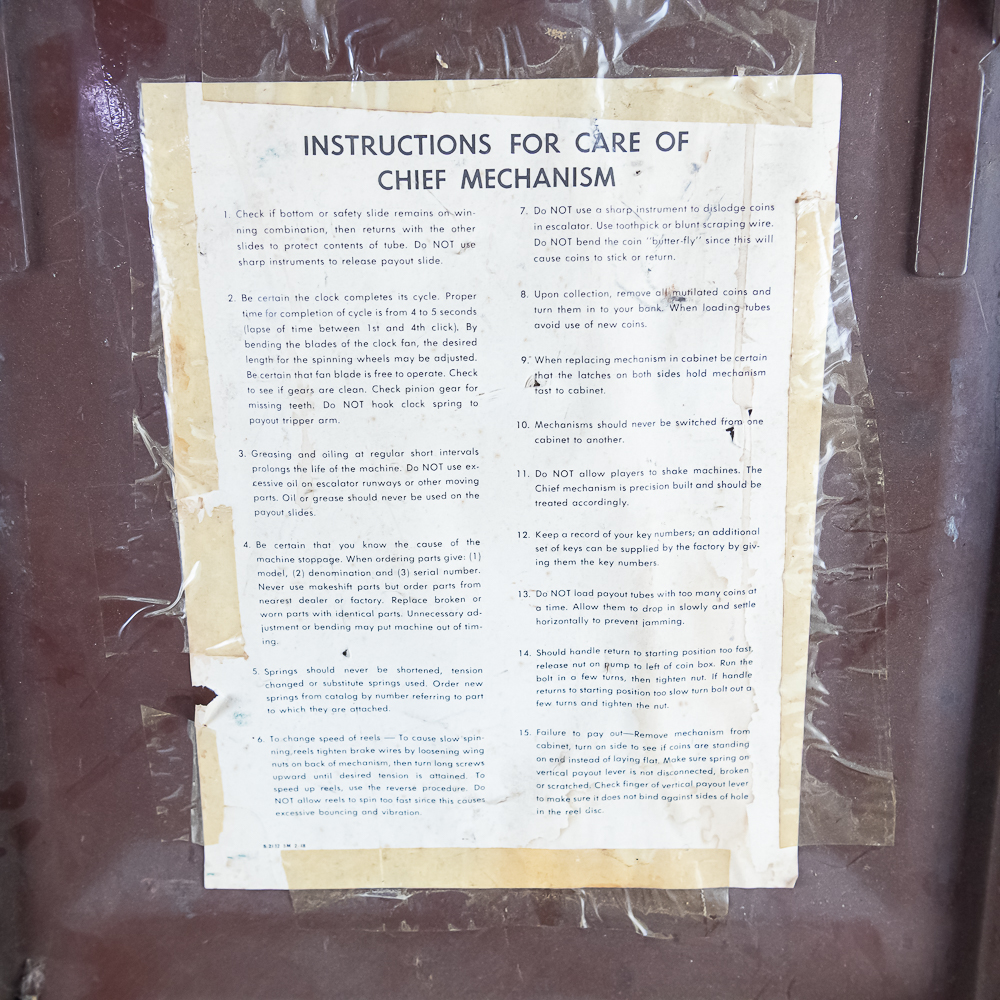 INSTRUCTIONS FOR CARE OF
CHIEF MECHANISM
1. Check if bottom or safety slide remains on win-
ning combination, then returns with the other
slides to protect contents of tube. Do NOT use
sharp instruments to release payout slide.
2. Be certain the clock completes its cycle. Proper
time for completion of cycle is from 4 to 5 seconds
(lapse of time between 1st and 4th click). By
bending the blades of the clock fan, the desired
length for the spinning wheels may be adjusted.
Be certain that fan blade is free to operate. Check
to see if gears are clean. Check pinion gear for
missing teeth. Do NOT hook clock spring to
payout tripper arm.
3. Greasing and oiling at regular short intervals
prolongs the life of the machine. Do NOT use ex-
cessive oil on escalator runways or other moving
parts. Oil or grease should never be used on the
payout slides.
4. Be certain that you know the cause of the
machine stoppage. When ordering parts give: (1)
model, (2) denomination and (3) serial number.
Never use makeshift parts but order parts from
nearest dealer or factory. Replace broken or
worn parts with identical parts. Unnecessary ad-
justment or bending may put machine out of tim-
ing.
5. Springs should never be shortened, tension
changed or substitute springs used. Order new
springs from catalog by number referring to part
to which they are attached.
6. To change speed of reels — To cause slow spin-
ning reels tighten brake wires by loosening wing
nuts on back of mechanism, then turn long screws
upward until desired tension is attained. To
speed up reels, use the reverse procedure. Do
NOT allow reels to spin too fast since this causes
excessive bouncing and vibration.
7. Do NOT use a sharp instrument to dislodge coins
in escalator. Use toothpick or blunt scraping wire.
Do NOT bend the coin "butter-fly" since this will
cause coins to stick or return.
8. Upon collection, remove all mutilated coins and
turn them in to your bank. When loading tubes
avoid use of new coins.
9. When replacing mechanism in cabinet be certain
that the latches on both sides hold mechanism
fast to cabinet.
10. Mechanisms should never be switched from one
cabinet to another.
11. Do NOT allow players to shake machines. The
Chief mechanism is precision built and should be
treated accordingly.
12. Keep a record of your key numbers; an additional
set of keys can be supplied by the factory by giv-
ing them the key numbers.
13. Do NOT load payout tubes with too many coins at
a time. Allow them to drop in slowly and settle
horizontally to prevent jamming.
14. Should handle return to starting position too fast,
release nut on pump to left of coin box. Run the
bolt in a few turns, then tighten nut. If handle
returns to starting position too slow turn bolt out a
few turns and tighten the nut.
15. Failure to pay out—Remove mechanism from
cabinet, turn on side to see if coins are standing
on end instead of laying flat. Make sure spring on
vertical payout lever is not disconnected, broken
or scratched. Check finger of vertical payout lever
to make sure it does not bind against sides of hole
in the reel disc.